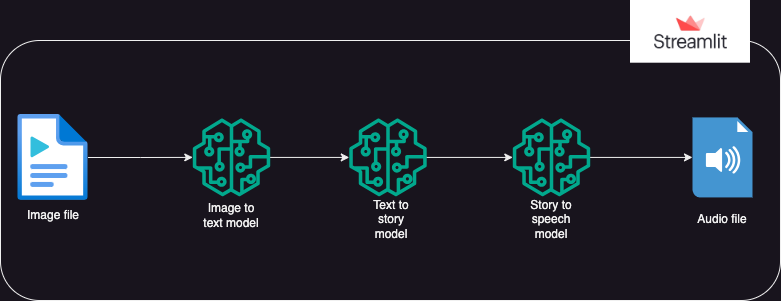 Streamlit
Image file
Image to
text model
Text to
story
model
Story to
speech
model
Audio file